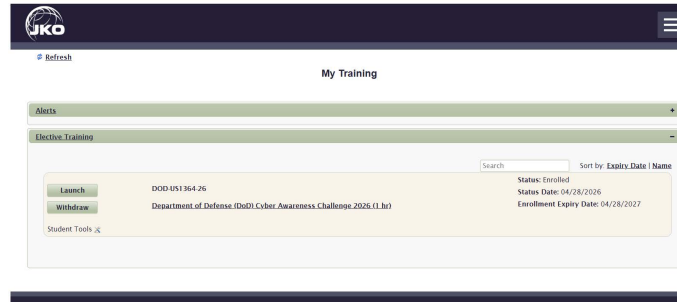 JKO
Refresh
My Training
Alerts +
Elective Training −
Search Sort by: Expiry Date | Name
Launch
Withdraw
Student Tools
DOD-US1364-26
Department of Defense (DoD) Cyber Awareness Challenge 2026 (1 hr)
Status: Enrolled
Status Date: 04/28/2026
Enrollment Expiry Date: 04/28/2027